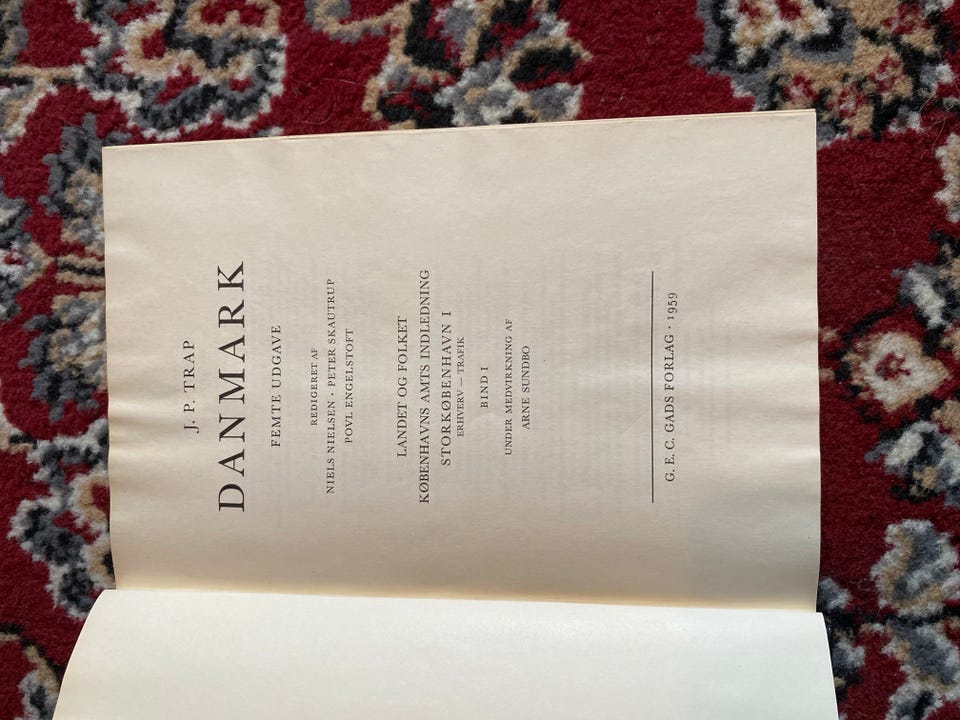 J. P. TRAP
DANMARK
FEMTE UDGAVE
REDIGERET AF
NIELS NIELSEN · PETER SKAUTRUP
POVL ENGELSTOFT
LANDET OG FOLKET
KØBENHAVNS AMTS INDLEDNING
STORKØBENHAVN I
ERHVERV — TRAFIK
BIND I
UNDER MEDVIRKNING AF
ARNE SUNDBO
G. E. C. GADS FORLAG · 1959